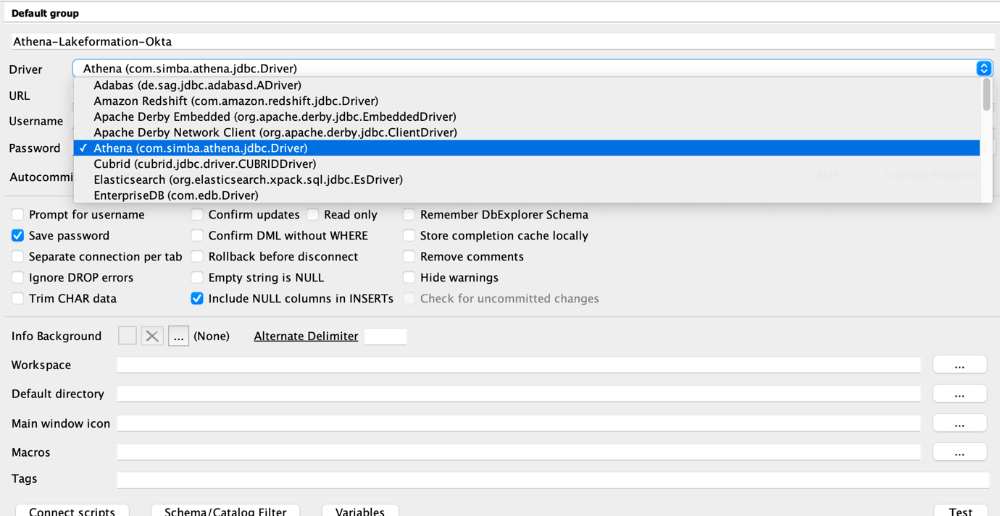 Default group
Athena-Lakeformation-Okta
Driver Athena (com.simba.athena.jdbc.Driver)
Adabas (de.sag.jdbc.adabasd.ADriver)
URL
Amazon Redshift (com.amazon.redshift.jdbc.Driver)
Apache Derby Embedded (org.apache.derby.jdbc.EmbeddedDriver)
Username
Apache Derby Network Client (org.apache.derby.jdbc.ClientDriver)
Password ✓ Athena (com.simba.athena.jdbc.Driver)
Cubrid (cubrid.jdbc.driver.CUBRIDDriver)
Autocommi Elasticsearch (org.elasticsearch.xpack.sql.jdbc.EsDriver) SSH Extended Properties
EnterpriseDB (com.edb.Driver)
Prompt for username Confirm updates Read only Remember DbExplorer Schema
Save password Confirm DML without WHERE Store completion cache locally
Separate connection per tab Rollback before disconnect Remove comments
Ignore DROP errors Empty string is NULL Hide warnings
Trim CHAR data Include NULL columns in INSERTs Check for uncommitted changes
Info Background ... (None) Alternate Delimiter
Workspace ...
Default directory ...
Main window icon ...
Macros ...
Tags
Connect scripts Schema/Catalog Filter Variables Test